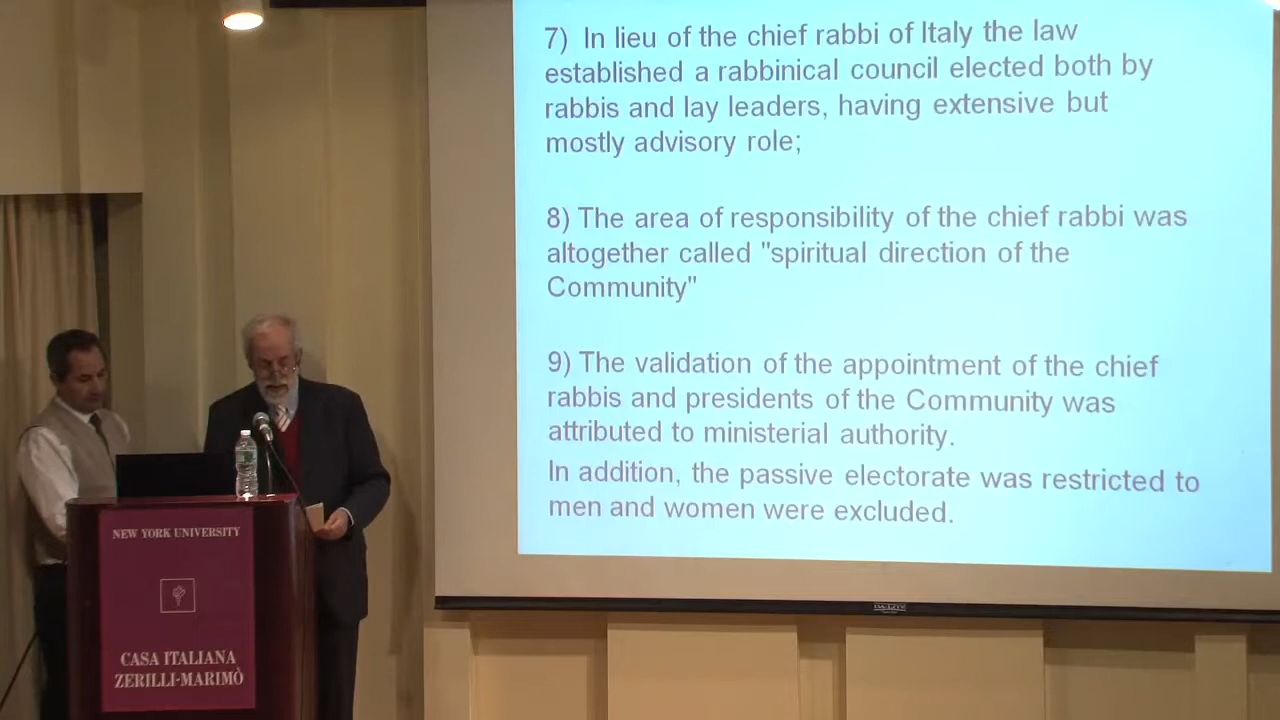 7) In lieu of the chief rabbi of Italy the law
established a rabbinical council elected both by
rabbis and lay leaders, having extensive but
mostly advisory role;
8) The area of responsibility of the chief rabbi was
altogether called "spiritual direction of the
Community"
9) The validation of the appointment of the chief
rabbis and presidents of the Community was
attributed to ministerial authority.
In addition, the passive electorate was restricted to
men and women were excluded.
DA-LITE
NEW YORK UNIVERSITY
CASA ITALIANA
ZERILLI-MARIMÒ